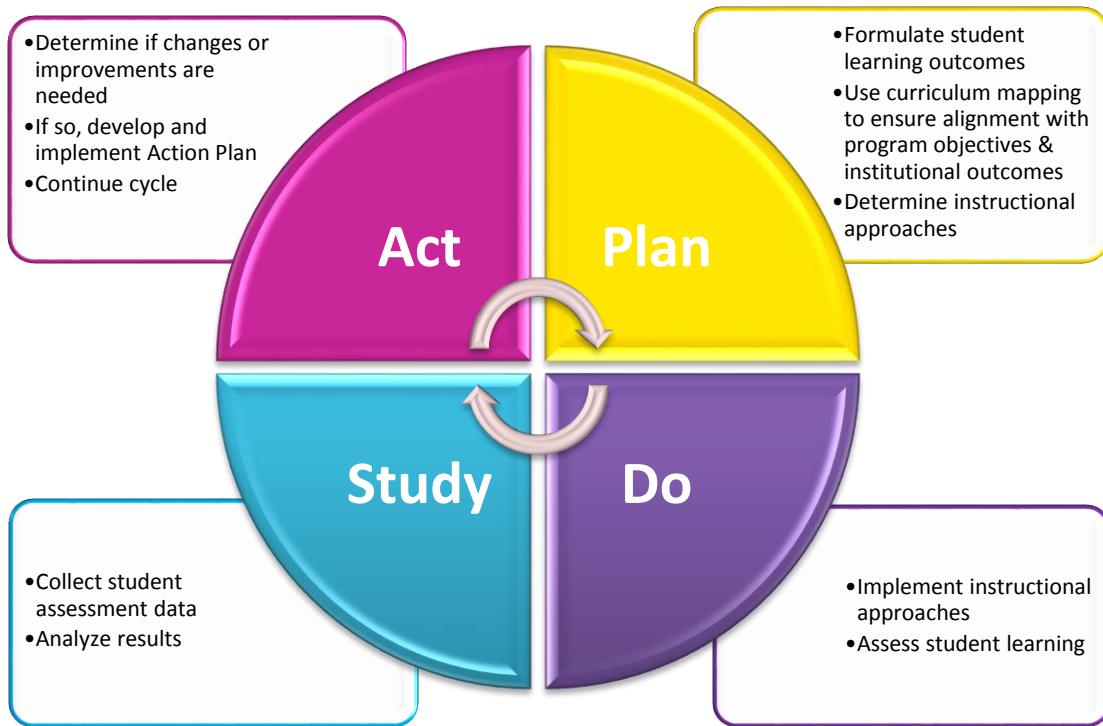 •Determine if changes or
improvements are
needed
•If so, develop and
implement Action Plan
•Continue cycle
•Formulate student
learning outcomes
•Use curriculum mapping
to ensure alignment with
program objectives &
institutional outcomes
•Determine instructional
approaches
Act
Plan
Study
Do
•Collect student
assessment data
•Analyze results
•Implement instructional
approaches
•Assess student learning